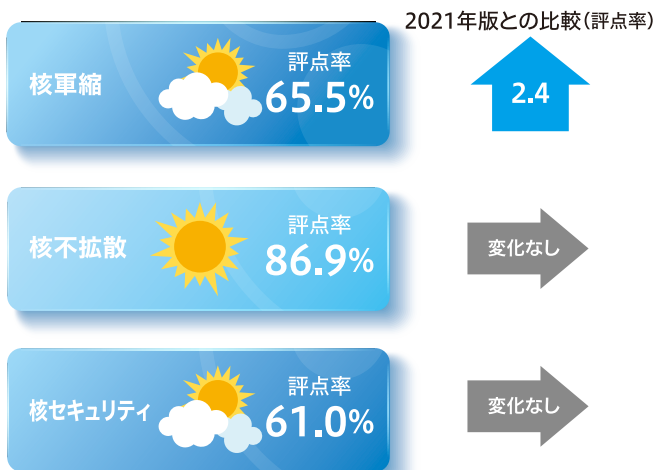 2021年版との比較(評点率)
核軍縮
評点率
65.5%
2.4
核不拡散
評点率
86.9%
変化なし
核セキュリティ
評点率
61.0%
変化なし